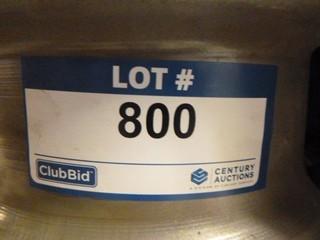 LOT #
800
ClubBid
CENTURY
AUCTIONS